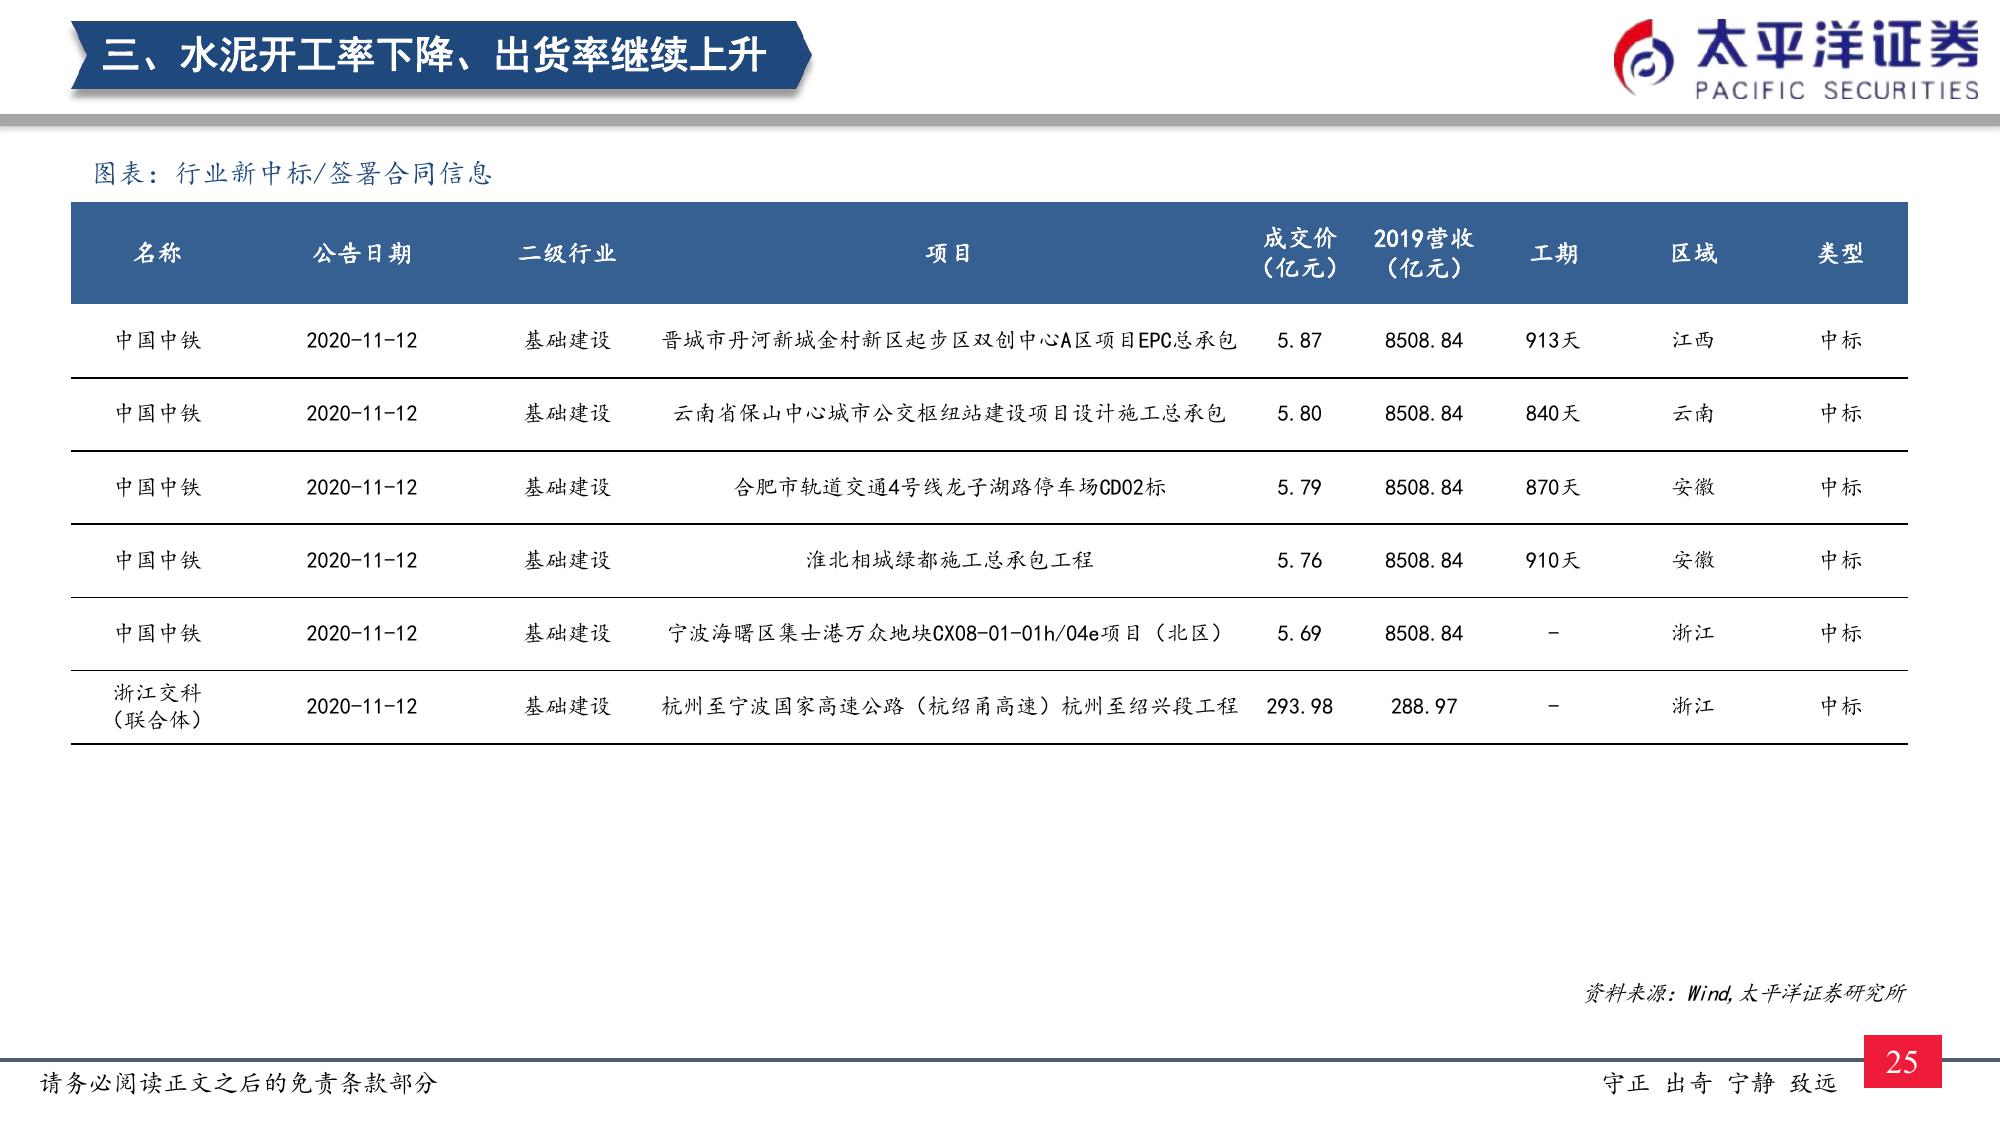 三、水泥开工率下降、出货率继续上升
太平洋证券
PACIFIC SECURITIES
图表：行业新中标/签署合同信息
名称 公告日期 二级行业 项目 成交价（亿元） 2019营收（亿元） 工期 区域 类型
中国中铁 2020-11-12 基础建设 晋城市丹河新城金村新区起步区双创中心A区项目EPC总承包 5.87 8508.84 913天 江西 中标
中国中铁 2020-11-12 基础建设 云南省保山中心城市公交枢纽站建设项目设计施工总承包 5.80 8508.84 840天 云南 中标
中国中铁 2020-11-12 基础建设 合肥市轨道交通4号线龙子湖路停车场CD02标 5.79 8508.84 870天 安徽 中标
中国中铁 2020-11-12 基础建设 淮北相城绿都施工总承包工程 5.76 8508.84 910天 安徽 中标
中国中铁 2020-11-12 基础建设 宁波海曙区集士港万众地块CX08-01-01h/04e项目（北区） 5.69 8508.84 - 浙江 中标
浙江交科（联合体） 2020-11-12 基础建设 杭州至宁波国家高速公路（杭绍甬高速）杭州至绍兴段工程 293.98 288.97 - 浙江 中标
资料来源：Wind,太平洋证券研究所
25
请务必阅读正文之后的免责条款部分
守正 出奇 宁静 致远